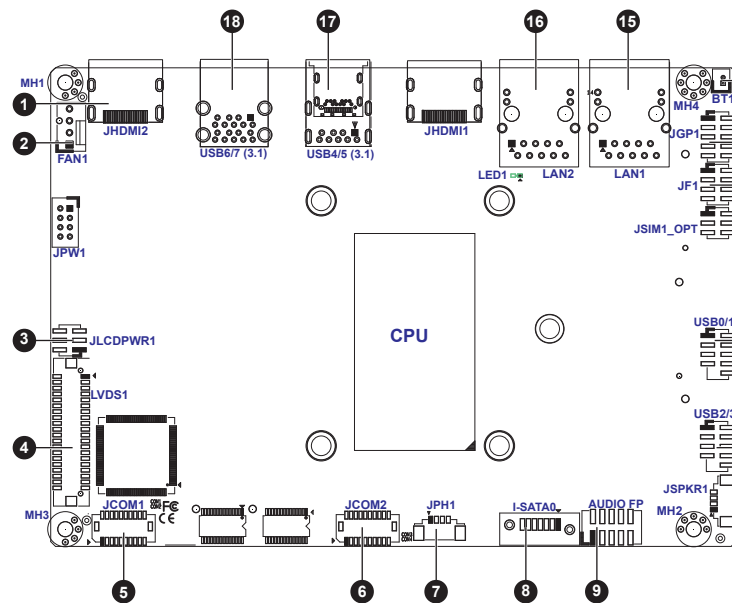 18
17
16
15
MH1
1
JHDMI2
2
FAN1
USB6/7 (3.1)
USB4/5 (3.1)
JHDMI1
LED1
LAN2
LAN1
MH4
BT1
JGP1
JF1
JSIM1_OPT
JPW1
3
JLCDPWR1
CPU
USB0/1
LVDS1
4
USB2/3
JSPKR1
MH3
JCOM1
FC
CE
JCOM2
JPH1
I-SATA0
AUDIO FP
MH2
5
6
7
8
9